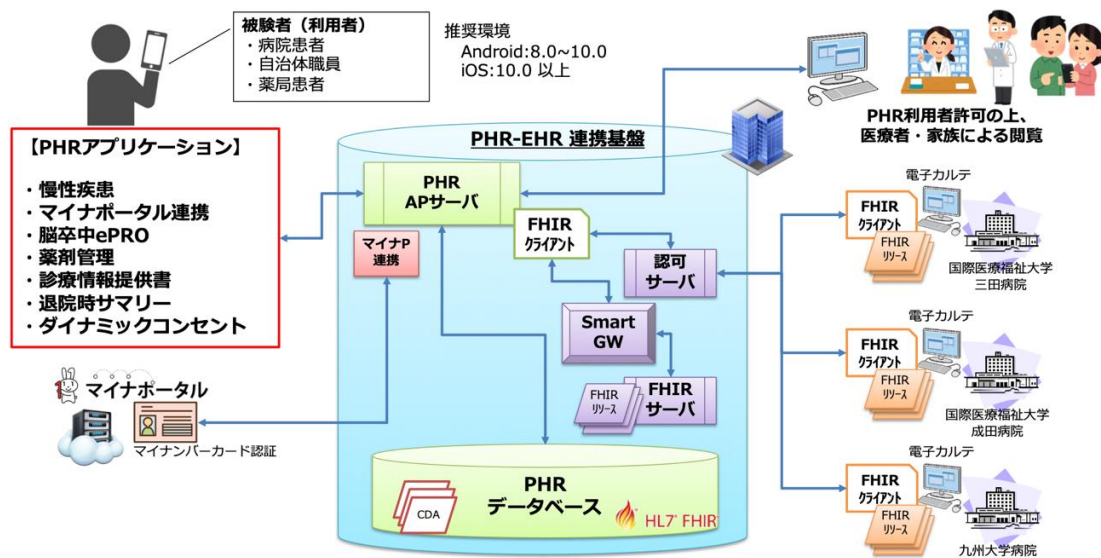 被験者（利用者）
・病院患者
・自治体職員
・薬局患者
推奨環境
Android:8.0~10.0
iOS:10.0 以上
PHR利用者許可の上、
医療者・家族による閲覧
【PHRアプリケーション】
・慢性疾患
・マイナポータル連携
・脳卒中ePRO
・薬剤管理
・診療情報提供書
・退院時サマリー
・ダイナミックコンセント
PHR-EHR 連携基盤
PHR
APサーバ
FHIR
クライアント
マイナP
連携
認可
サーバ
Smart
GW
FHIR
リソース
FHIR
サーバ
マイナポータル
マイナンバーカード認証
PHR
データベース
CDA
HL7® FHIR®
電子カルテ
FHIR
クライアント
FHIR
リソース
国際医療福祉大学
三田病院
電子カルテ
FHIR
クライアント
FHIR
リソース
国際医療福祉大学
成田病院
電子カルテ
FHIR
クライアント
FHIR
リソース
九州大学病院